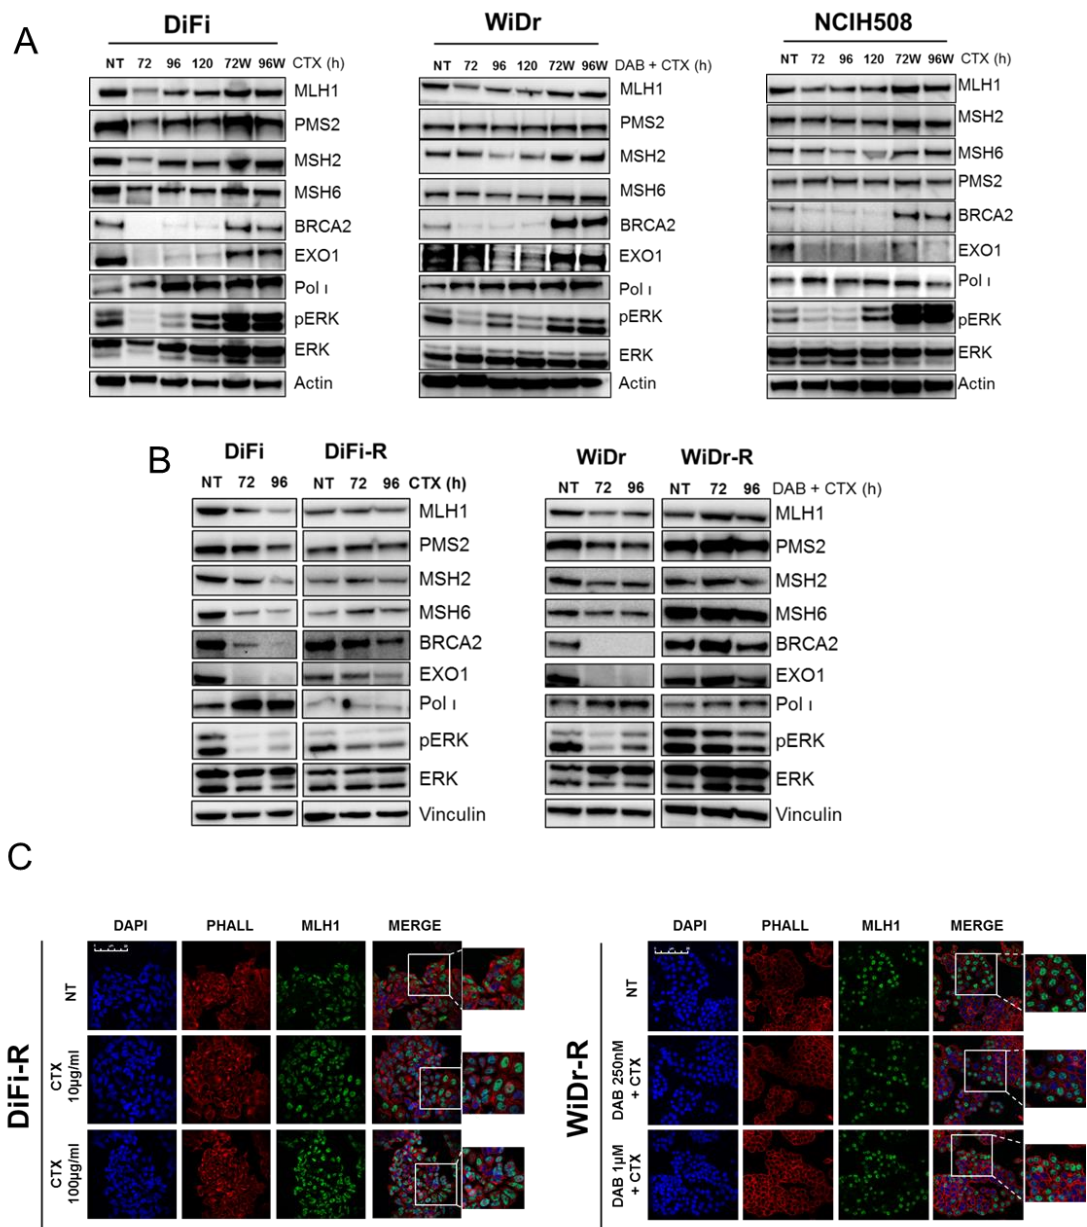 A
DiFi
NT 72 96 120 72W 96W CTX (h)
MLH1
PMS2
MSH2
MSH6
BRCA2
EXO1
Pol ι
pERK
ERK
Actin
WiDr
NT 72 96 120 72W 96W DAB + CTX (h)
MLH1
PMS2
MSH2
MSH6
BRCA2
EXO1
Pol ι
pERK
ERK
Actin
NCIH508
NT 72 96 120 72W 96W CTX (h)
MLH1
MSH2
MSH6
PMS2
BRCA2
EXO1
Pol ι
pERK
ERK
Actin
B
DiFi DiFi-R
NT 72 96 NT 72 96 CTX (h)
MLH1
PMS2
MSH2
MSH6
BRCA2
EXO1
Pol ι
pERK
ERK
Vinculin
WiDr WiDr-R
NT 72 96 NT 72 96 DAB + CTX (h)
MLH1
PMS2
MSH2
MSH6
BRCA2
EXO1
Pol ι
pERK
ERK
Vinculin
C
DiFi-R
DAPI PHALL MLH1 MERGE
NT
CTX
10µg/ml
CTX
100µg/ml
WiDr-R
DAPI PHALL MLH1 MERGE
NT
DAB 250nM
+ CTX
DAB 1µM
+ CTX